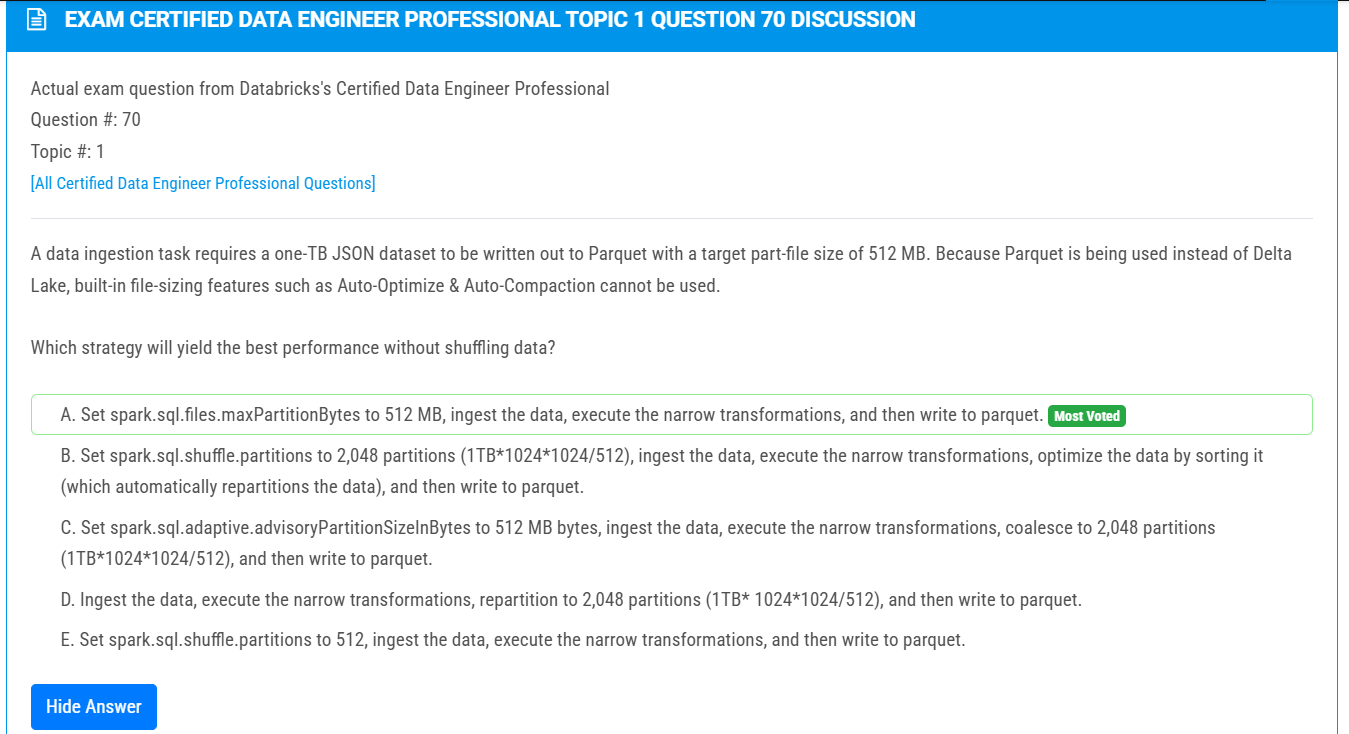 EXAM CERTIFIED DATA ENGINEER PROFESSIONAL TOPIC 1 QUESTION 70 DISCUSSION
Actual exam question from Databricks's Certified Data Engineer Professional
Question #: 70
Topic #: 1
[All Certified Data Engineer Professional Questions]
A data ingestion task requires a one-TB JSON dataset to be written out to Parquet with a target part-file size of 512 MB. Because Parquet is being used instead of Delta
Lake, built-in file-sizing features such as Auto-Optimize & Auto-Compaction cannot be used.
Which strategy will yield the best performance without shuffling data?
A. Set spark.sql.files.maxPartitionBytes to 512 MB, ingest the data, execute the narrow transformations, and then write to parquet. Most Voted
B. Set spark.sql.shuffle.partitions to 2,048 partitions (1TB*1024*1024/512), ingest the data, execute the narrow transformations, optimize the data by sorting it
(which automatically repartitions the data), and then write to parquet.
C. Set spark.sql.adaptive.advisoryPartitionSizeInBytes to 512 MB bytes, ingest the data, execute the narrow transformations, coalesce to 2,048 partitions
(1TB*1024*1024/512), and then write to parquet.
D. Ingest the data, execute the narrow transformations, repartition to 2,048 partitions (1TB* 1024*1024/512), and then write to parquet.
E. Set spark.sql.shuffle.partitions to 512, ingest the data, execute the narrow transformations, and then write to parquet.
Hide Answer